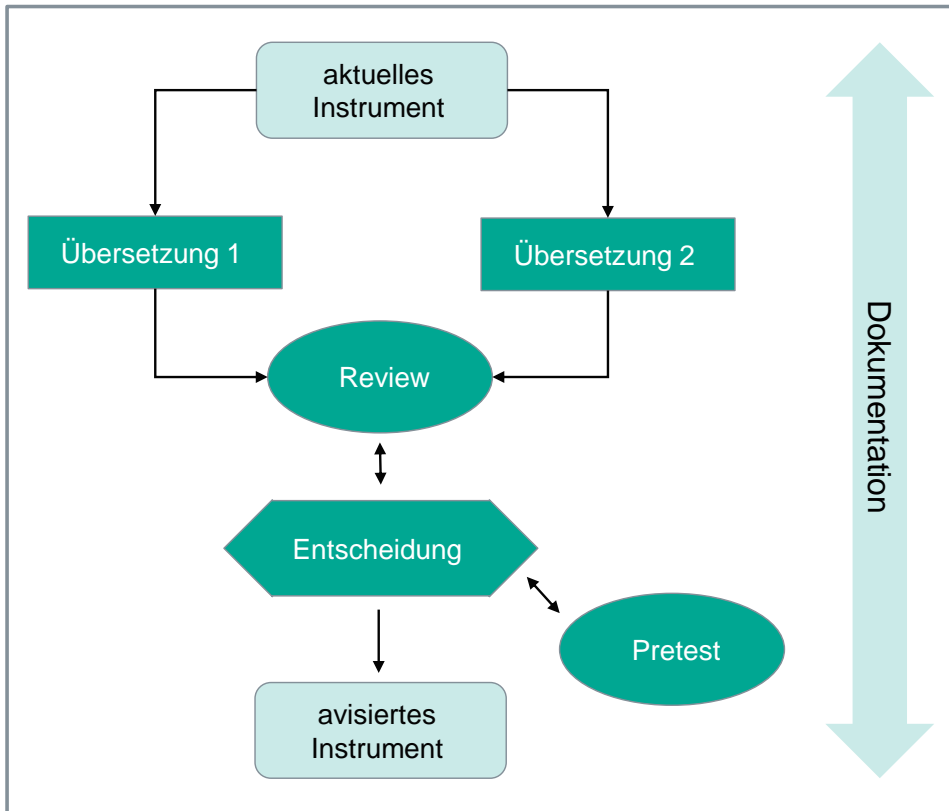 aktuelles
Instrument
Übersetzung 1
Übersetzung 2
Review
Entscheidung
Pretest
avisiertes
Instrument
Dokumentation